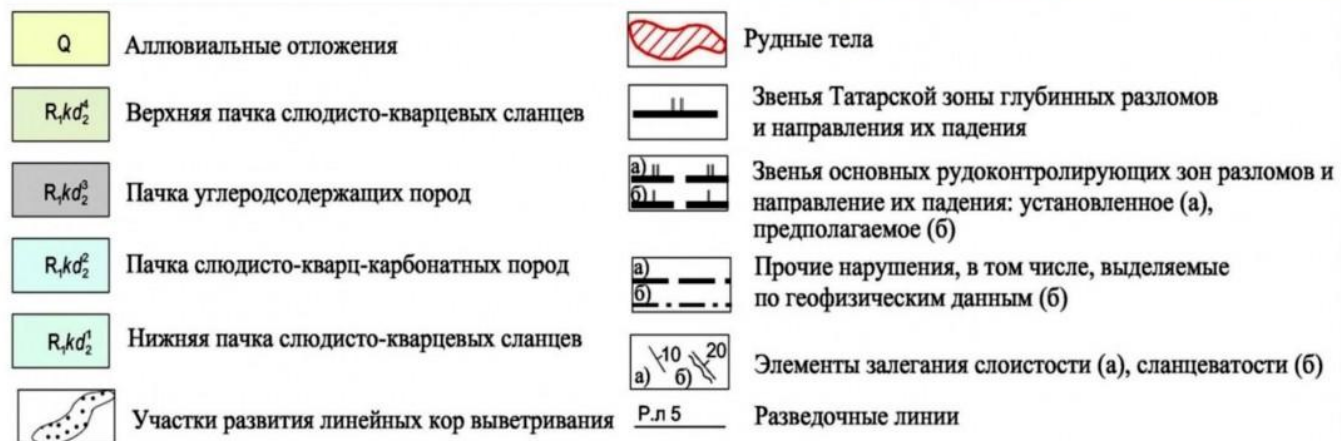 Q
Аллювиальные отложения
R₁kd₂⁴
Верхняя пачка слюдисто-кварцевых сланцев
R₁kd₂³
Пачка углеродсодержащих пород
R₁kd₂²
Пачка слюдисто-кварц-карбонатных пород
R₁kd₂¹
Нижняя пачка слюдисто-кварцевых сланцев
Участки развития линейных кор выветривания
Рудные тела
Звенья Татарской зоны глубинных разломов
и направления их падения
а)
б)
Звенья основных рудоконтролирующих зон разломов и
направление их падения: установленное (а),
предполагаемое (б)
а)
б)
Прочие нарушения, в том числе, выделяемые
по геофизическим данным (б)
а) 10 б) 20
Элементы залегания слоистости (а), сланцеватости (б)
Р.л 5
Разведочные линии